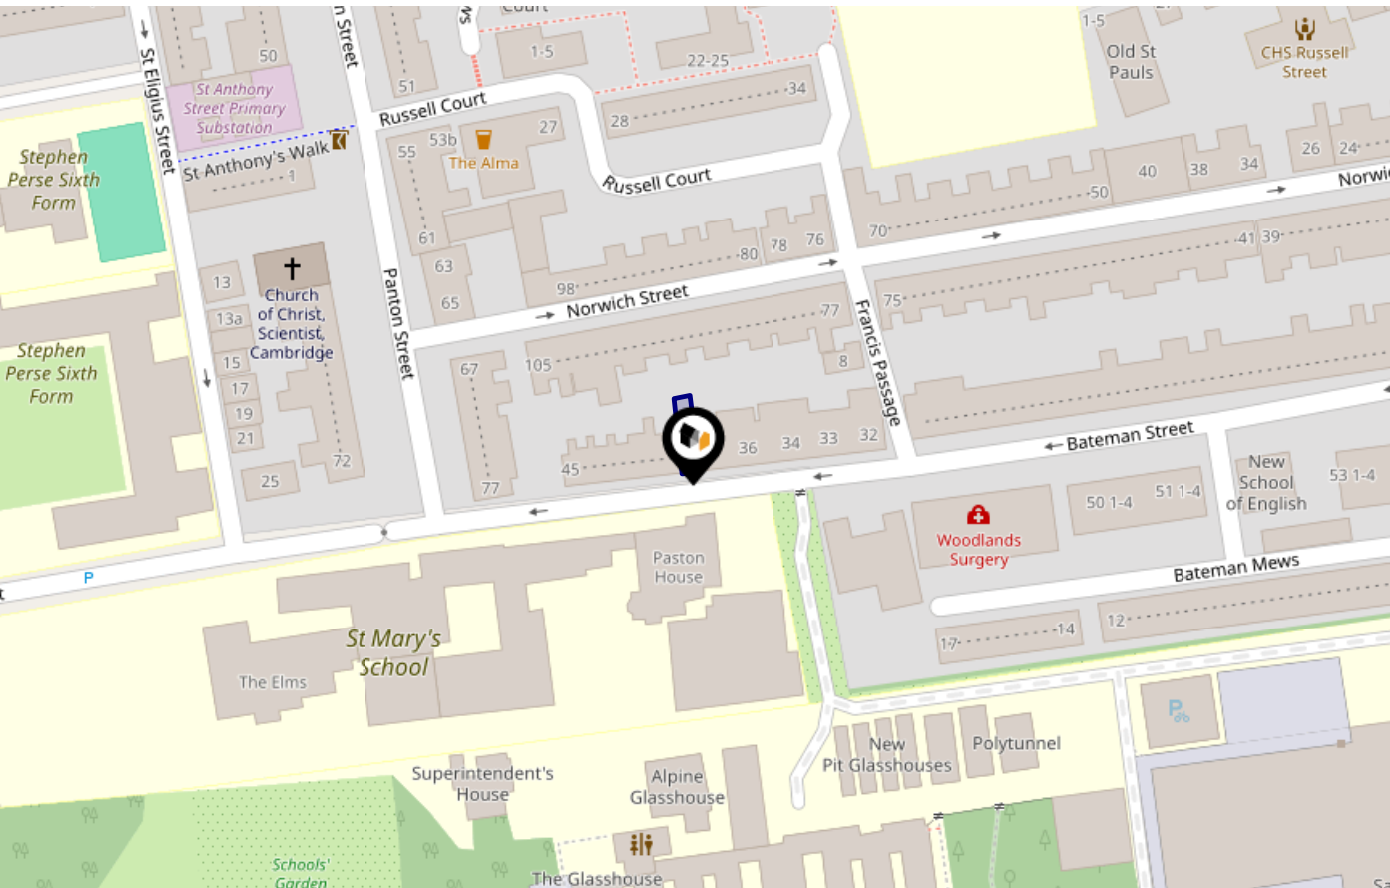 Court
ws
n Street
1-5
50
St Eligius Street
1-5
22-25
Old St
Pauls
CHS Russell
Street
51
St Anthony
Street Primary
Substation
Russell Court
34
28
27
53b
55
The Alma
St Anthony's Walk
1
Stephen
Perse Sixth
Form
Russell Court
26
24
40
38
34
50
Norwic
70
61
63
65
80
78
76
41
39
13
Church
of Christ,
Scientist,
Cambridge
Panton Street
98
Norwich Street
77
75
Francis Passage
13a
15
17
19
21
Stephen
Perse Sixth
Form
67
105
8
72
25
77
45
36
34
33
32
Bateman Street
New
School
of English
53 1-4
50 1-4
51 1-4
Woodlands
Surgery
Paston
House
Bateman Mews
P
t
12
17
14
St Mary's
School
The Elms
P
New
Pit Glasshouses
Polytunnel
Superintendent's
House
Alpine
Glasshouse
Schools'
Garden
The Glasshouse
Sa